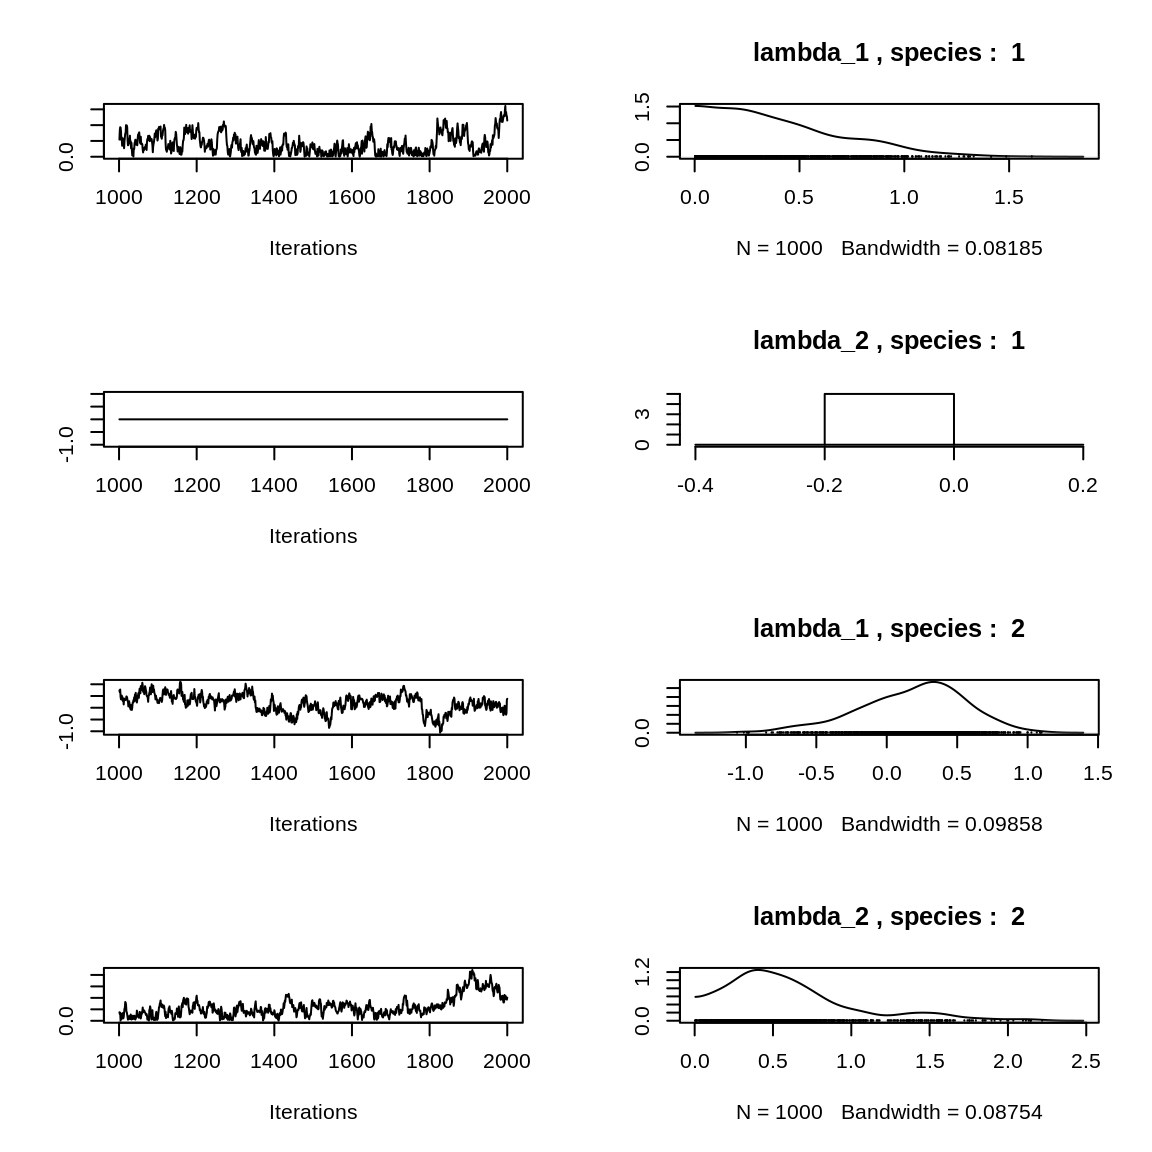 lambda_1 , species :  1
0.0
1000 1200 1400 1600 1800 2000
Iterations
0.0 1.5
0.0 0.5 1.0 1.5
N = 1000   Bandwidth = 0.08185
lambda_2 , species :  1
-1.0
1000 1200 1400 1600 1800 2000
Iterations
0 3
-0.4 -0.2 0.0 0.2
lambda_1 , species :  2
-1.0
1000 1200 1400 1600 1800 2000
Iterations
0.0
-1.0 -0.5 0.0 0.5 1.0 1.5
N = 1000   Bandwidth = 0.09858
lambda_2 , species :  2
0.0
1000 1200 1400 1600 1800 2000
Iterations
0.0 1.2
0.0 0.5 1.0 1.5 2.0 2.5
N = 1000   Bandwidth = 0.08754